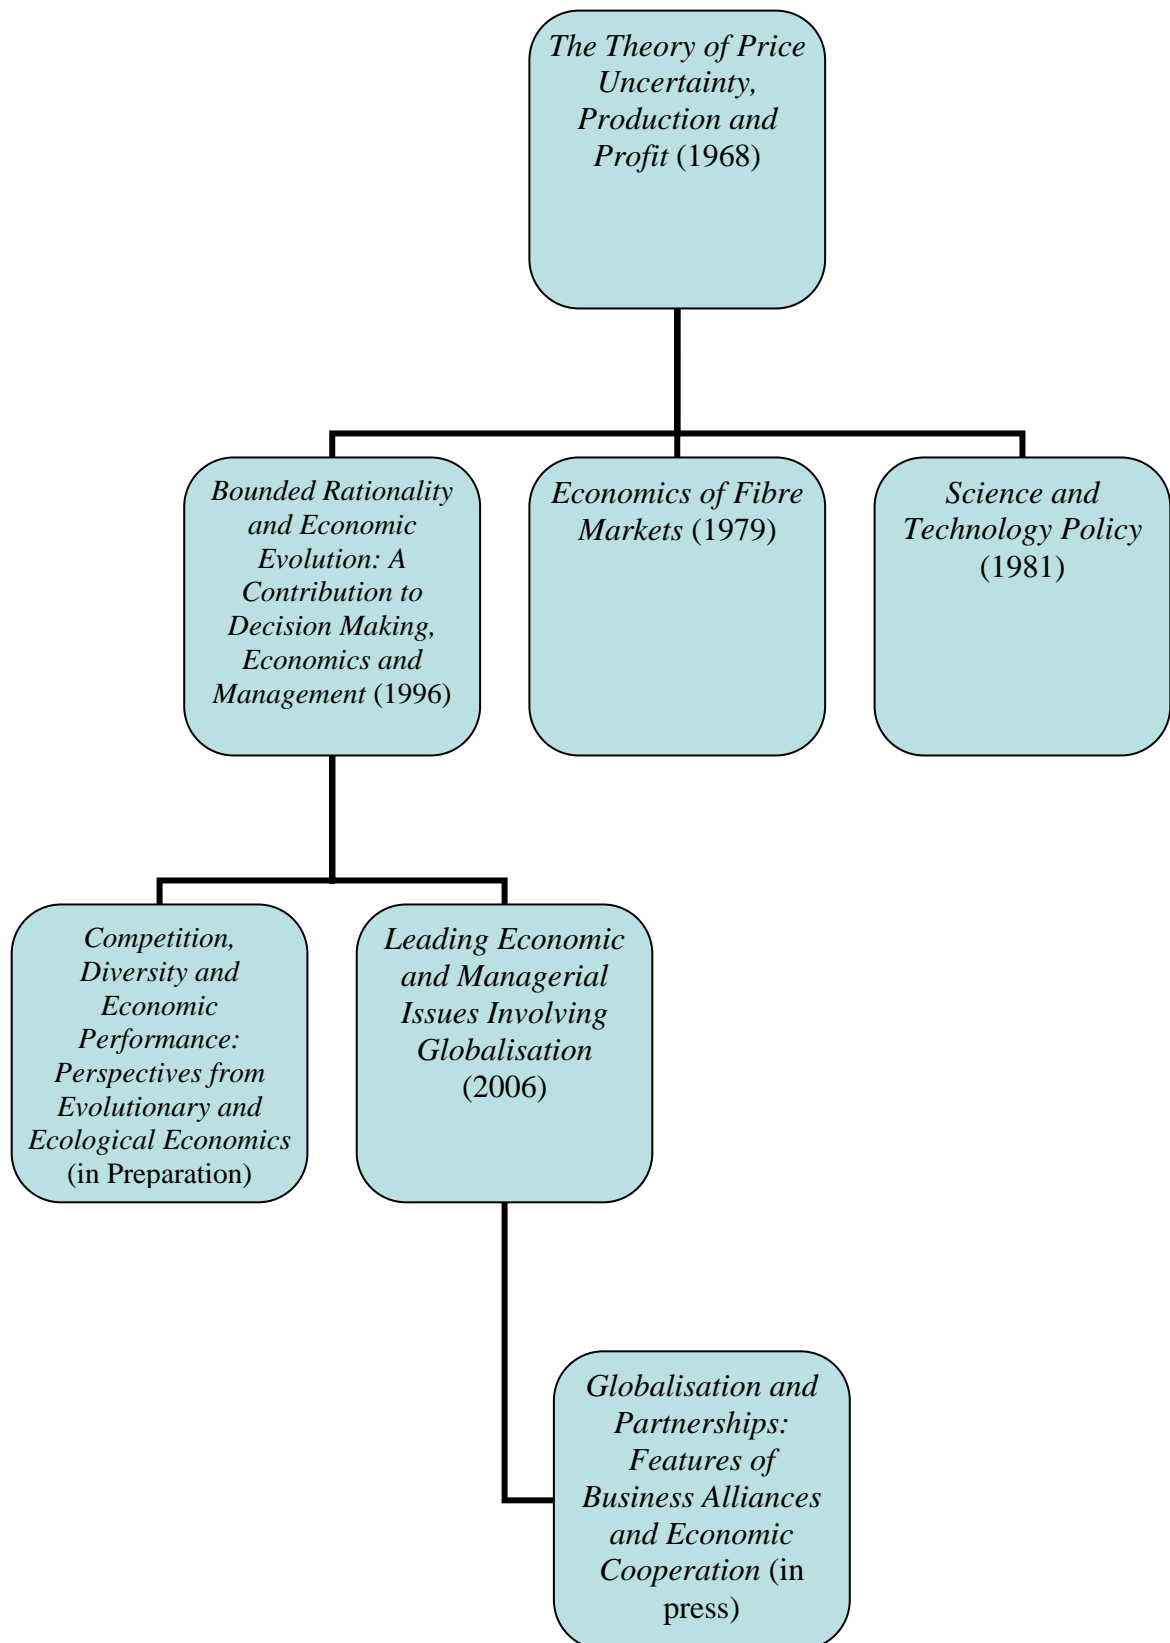 The Theory of Price
Uncertainty,
Production and
Profit (1968)
Bounded Rationality
and Economic
Evolution: A
Contribution to
Decision Making,
Economics and
Management (1996)
Economics of Fibre
Markets (1979)
Science and
Technology Policy
(1981)
Competition,
Diversity and
Economic
Performance:
Perspectives from
Evolutionary and
Ecological Economics
(in Preparation)
Leading Economic
and Managerial
Issues Involving
Globalisation
(2006)
Globalisation and
Partnerships:
Features of
Business Alliances
and Economic
Cooperation (in
press)